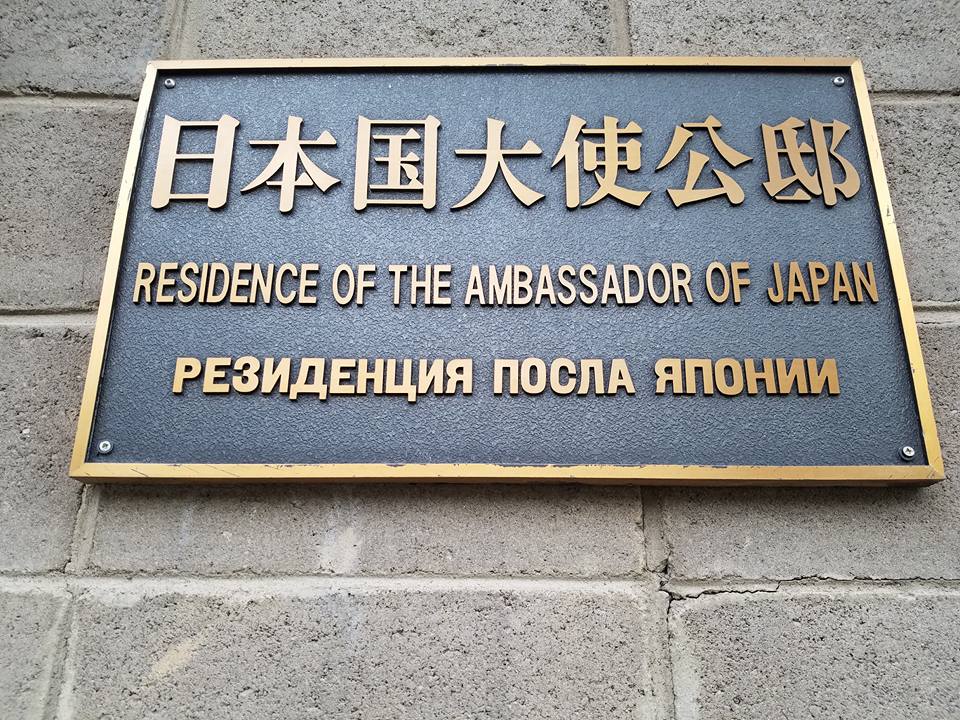 日本国大使公邸
RESIDENCE OF THE AMBASSADOR OF JAPAN
РЕЗИДЕНЦИЯ ПОСЛА ЯПОНИИ